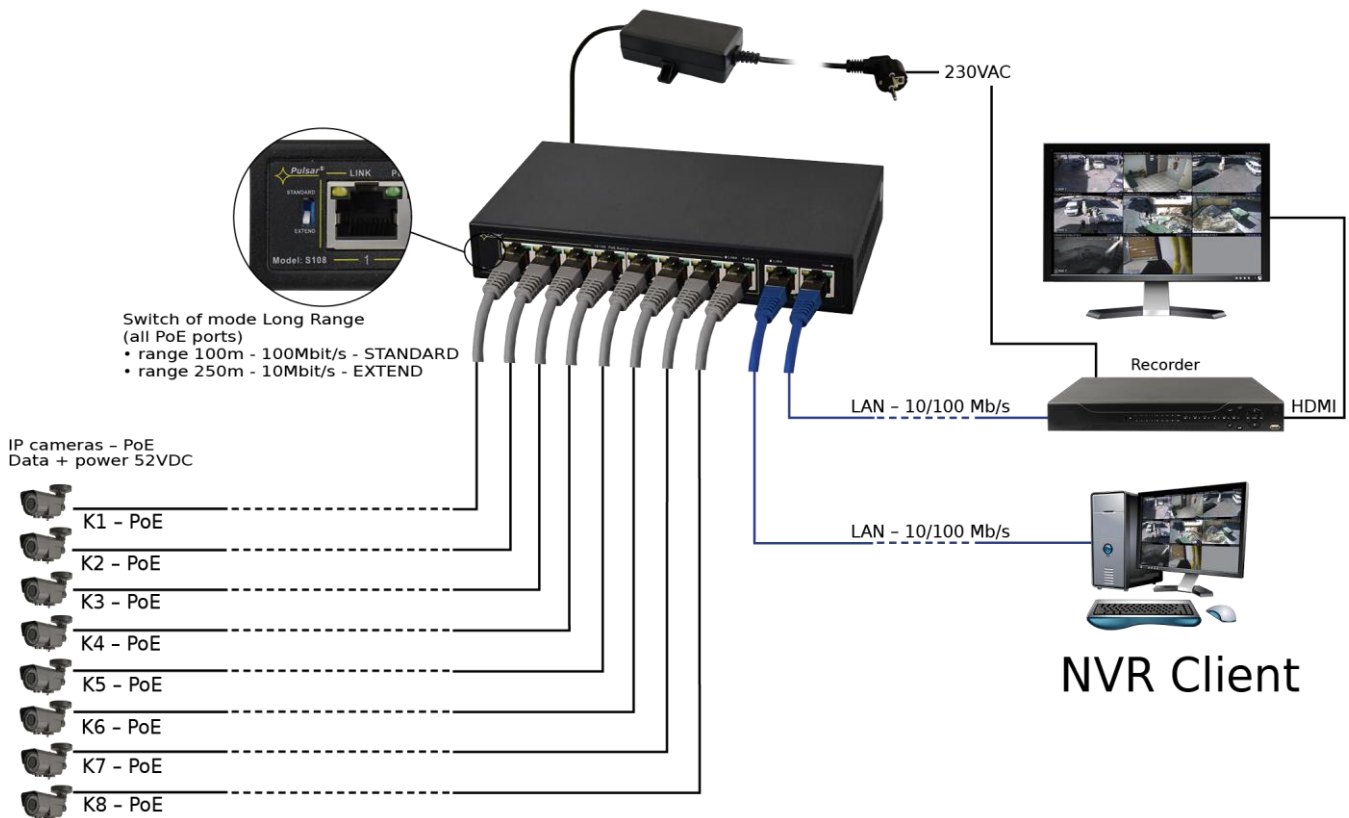 230VAC
Pulsar®
LINK
STANDARD
EXTEND
Model: S108
1
LINK
Switch of mode Long Range
(all PoE ports)
• range 100m - 100Mbit/s - STANDARD
• range 250m - 10Mbit/s - EXTEND
Recorder
LAN – 10/100 Mb/s
HDMI
IP cameras – PoE
Data + power 52VDC
K1 – PoE
LAN – 10/100 Mb/s
K2 – PoE
K3 – PoE
K4 – PoE
K5 – PoE
K6 – PoE
K7 – PoE
K8 – PoE
NVR Client